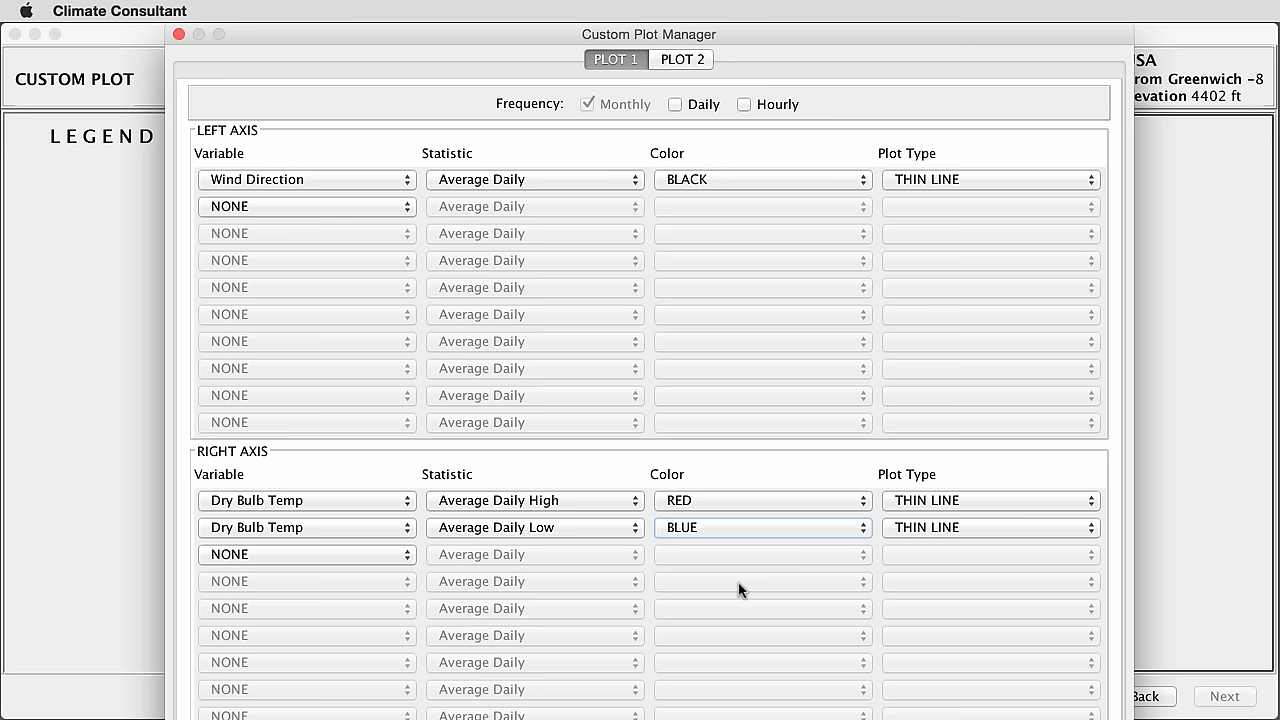 Climate Consultant
Custom Plot Manager
PLOT 1 PLOT 2
CUSTOM PLOT
SA
rom Greenwich -8
evation 4402 ft
LEGEND
Frequency: Monthly Daily Hourly
LEFT AXIS
Variable Statistic Color Plot Type
Wind Direction Average Daily BLACK THIN LINE
NONE Average Daily
NONE Average Daily
NONE Average Daily
NONE Average Daily
NONE Average Daily
NONE Average Daily
NONE Average Daily
NONE Average Daily
NONE Average Daily
RIGHT AXIS
Variable Statistic Color Plot Type
Dry Bulb Temp Average Daily High RED THIN LINE
Dry Bulb Temp Average Daily Low BLUE THIN LINE
NONE Average Daily
NONE Average Daily
NONE Average Daily
NONE Average Daily
NONE Average Daily
NONE Average Daily
NONE Average Daily
Back Next